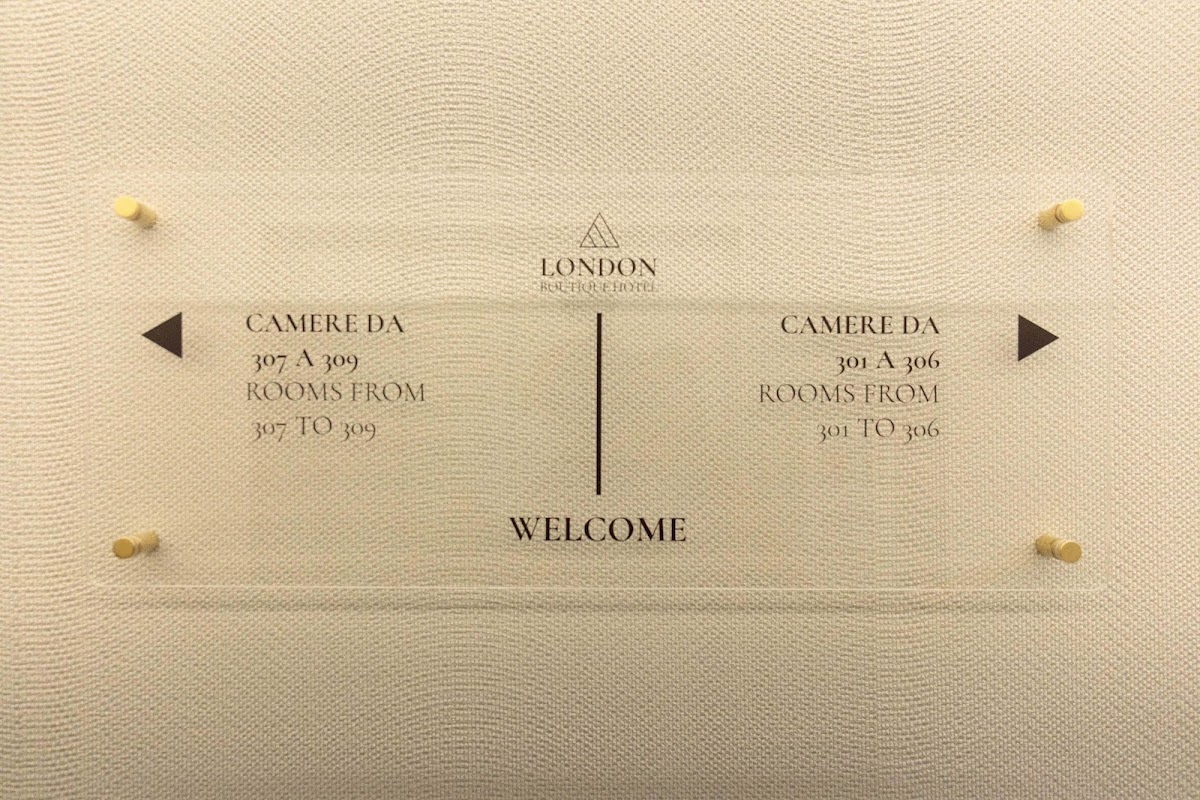 LONDON
BOUTIQUE HOTEL
CAMERE DA
307 A 309
ROOMS FROM
307 TO 309
CAMERE DA
301 A 306
ROOMS FROM
301 TO 306
WELCOME